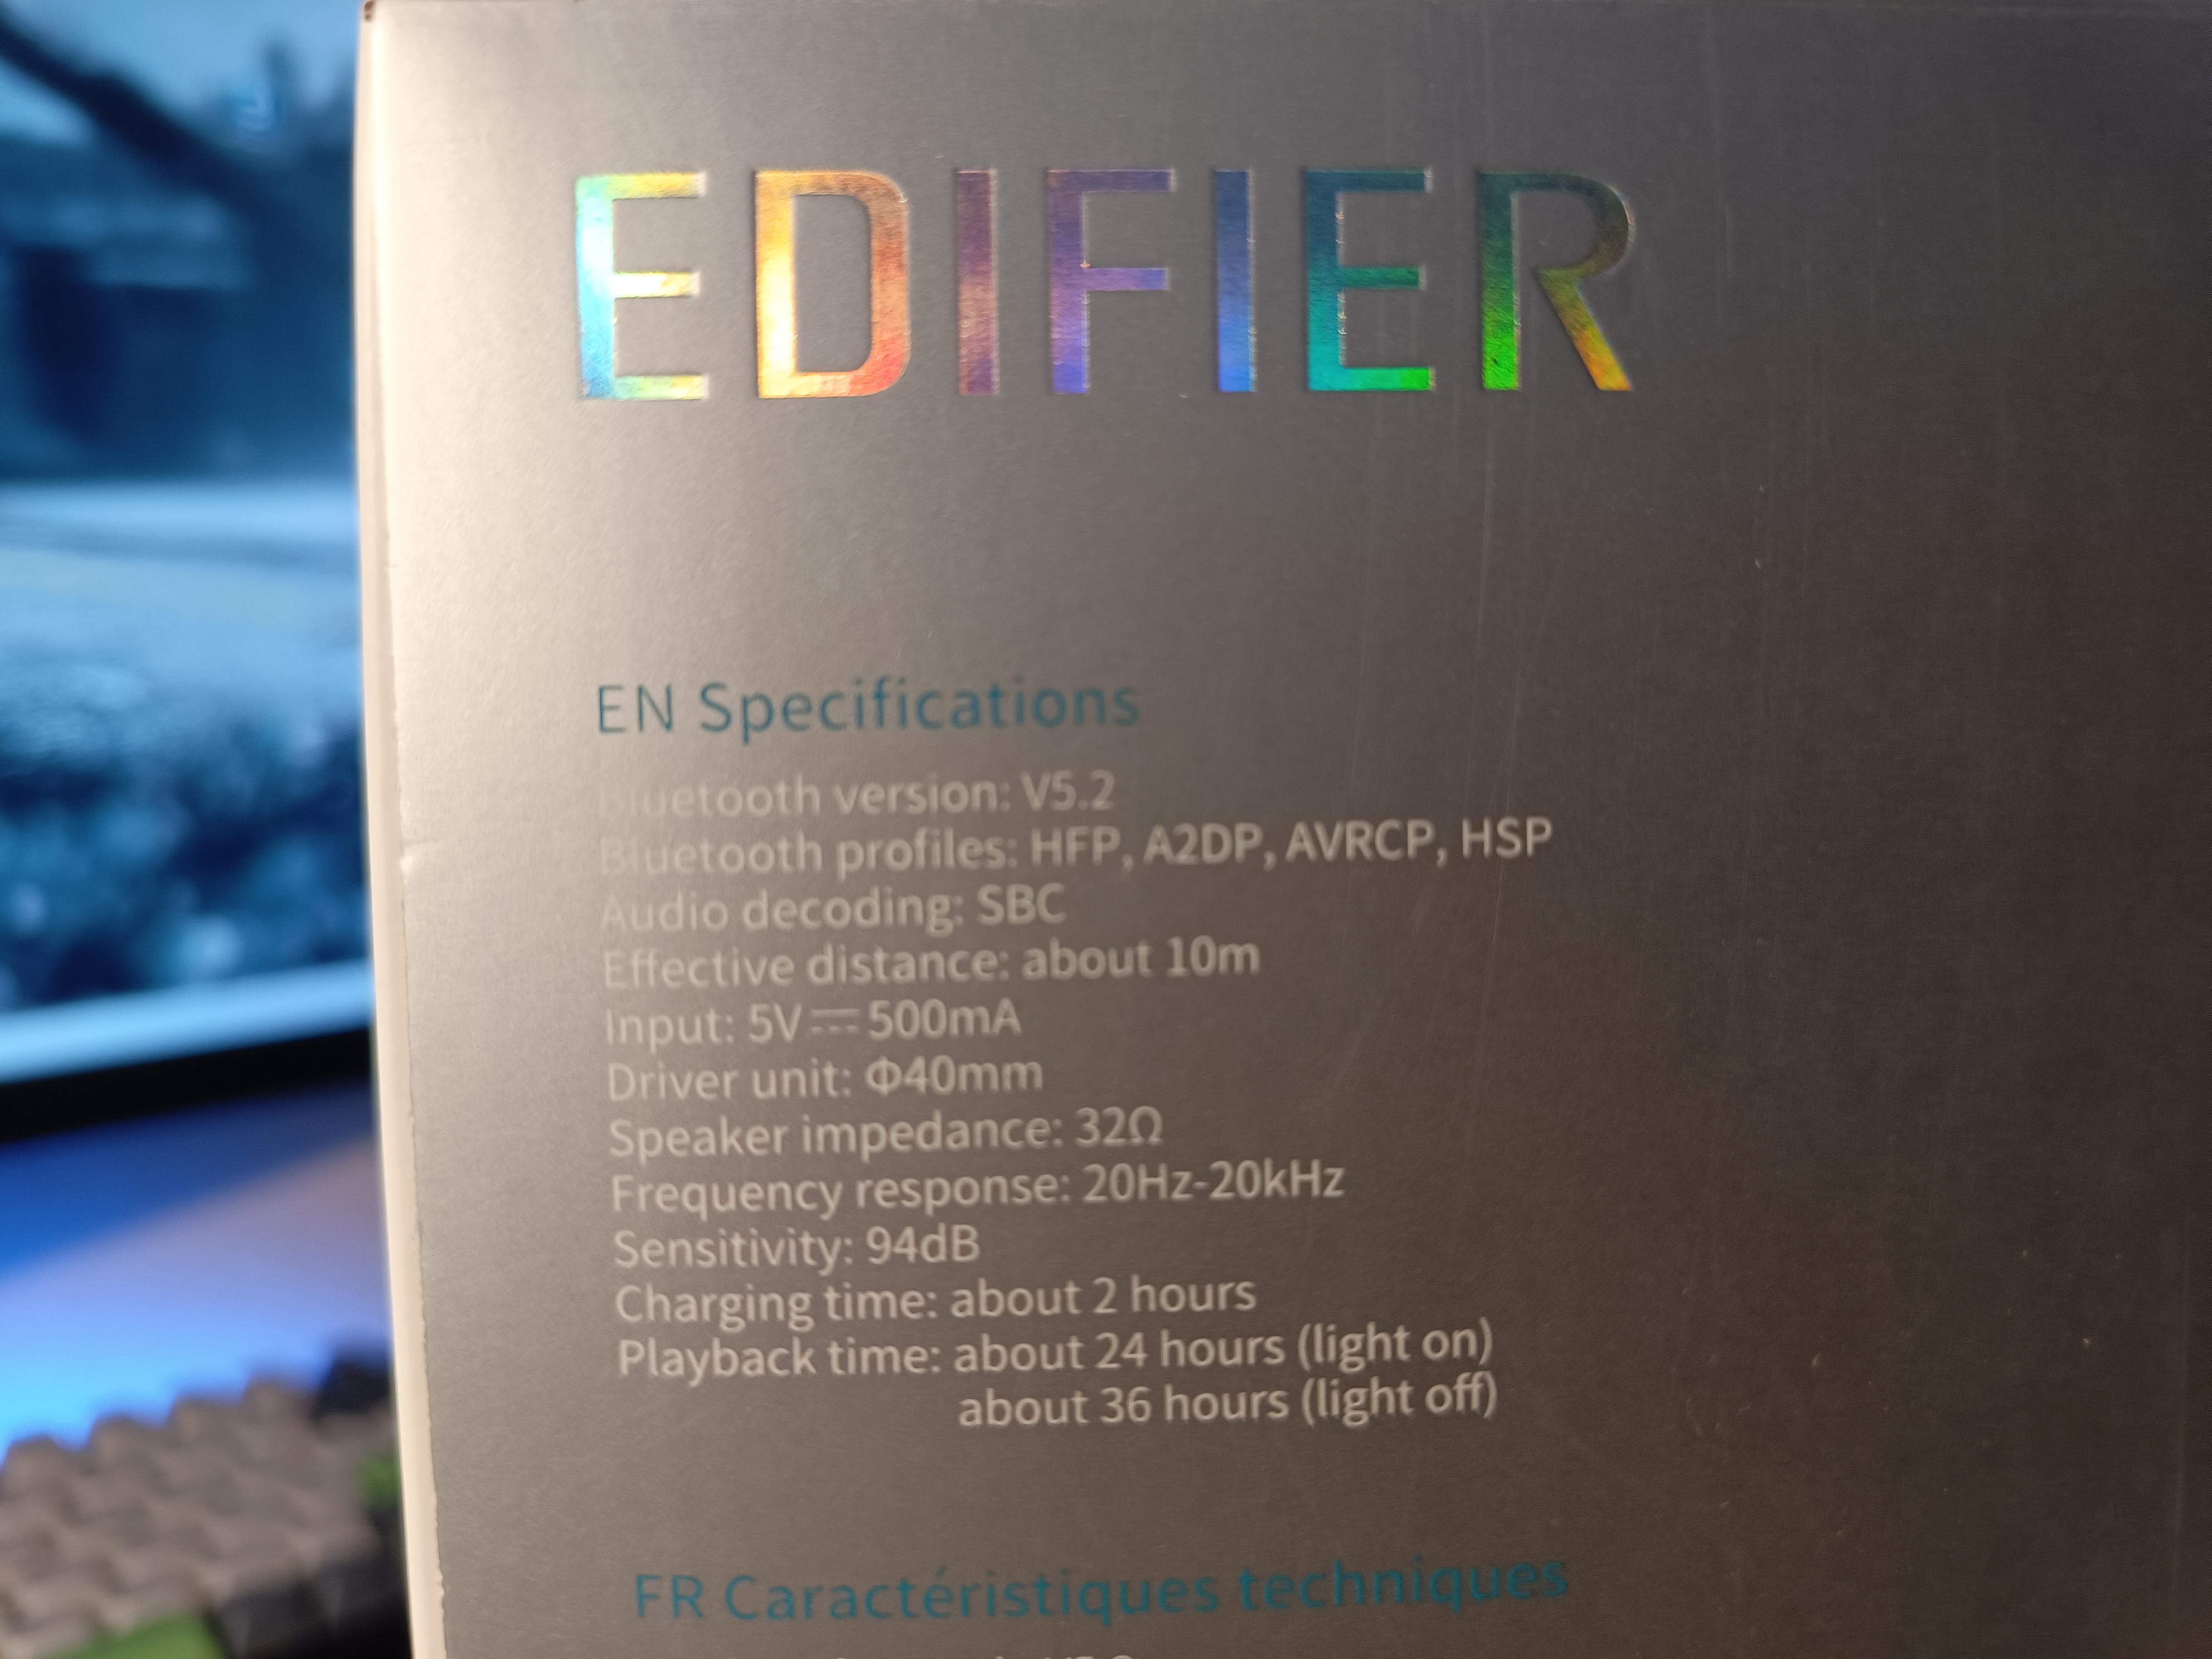 EDIFIER
EN Specifications
Bluetooth version: V5.2
Bluetooth profiles: HFP, A2DP, AVRCP, HSP
Audio decoding: SBC
Effective distance: about 10m
Input: 5V⎓500mA
Driver unit: Φ40mm
Speaker impedance: 32Ω
Frequency response: 20Hz-20kHz
Sensitivity: 94dB
Charging time: about 2 hours
Playback time: about 24 hours (light on)
about 36 hours (light off)
FR Caractéristiques techniques